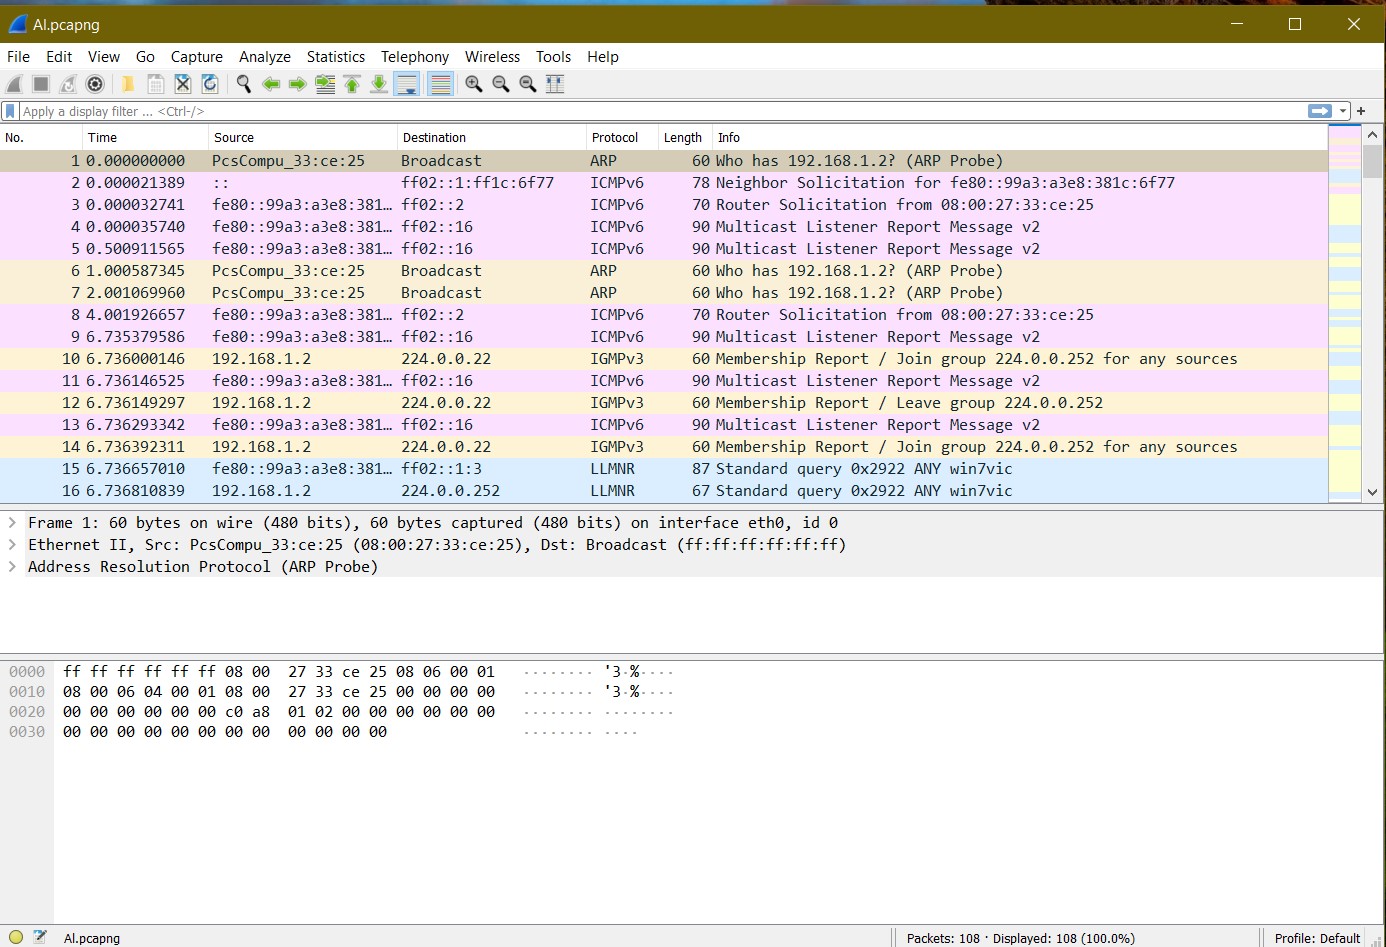 Al.pcapng
File Edit View Go Capture Analyze Statistics Telephony Wireless Tools Help
Apply a display filter ... <Ctrl-/>
No. Time Source Destination Protocol Length Info
1 0.000000000 PcsCompu_33:ce:25 Broadcast ARP 60 Who has 192.168.1.2? (ARP Probe)
2 0.000021389 :: ff02::1:ff1c:6f77 ICMPv6 78 Neighbor Solicitation for fe80::99a3:a3e8:381c:6f77
3 0.000032741 fe80::99a3:a3e8:381… ff02::2 ICMPv6 70 Router Solicitation from 08:00:27:33:ce:25
4 0.000035740 fe80::99a3:a3e8:381… ff02::16 ICMPv6 90 Multicast Listener Report Message v2
5 0.500911565 fe80::99a3:a3e8:381… ff02::16 ICMPv6 90 Multicast Listener Report Message v2
6 1.000587345 PcsCompu_33:ce:25 Broadcast ARP 60 Who has 192.168.1.2? (ARP Probe)
7 2.001069960 PcsCompu_33:ce:25 Broadcast ARP 60 Who has 192.168.1.2? (ARP Probe)
8 4.001926657 fe80::99a3:a3e8:381… ff02::2 ICMPv6 70 Router Solicitation from 08:00:27:33:ce:25
9 6.735379586 fe80::99a3:a3e8:381… ff02::16 ICMPv6 90 Multicast Listener Report Message v2
10 6.736000146 192.168.1.2 224.0.0.22 IGMPv3 60 Membership Report / Join group 224.0.0.252 for any sources
11 6.736146525 fe80::99a3:a3e8:381… ff02::16 ICMPv6 90 Multicast Listener Report Message v2
12 6.736149297 192.168.1.2 224.0.0.22 IGMPv3 60 Membership Report / Leave group 224.0.0.252
13 6.736293342 fe80::99a3:a3e8:381… ff02::16 ICMPv6 90 Multicast Listener Report Message v2
14 6.736392311 192.168.1.2 224.0.0.22 IGMPv3 60 Membership Report / Join group 224.0.0.252 for any sources
15 6.736657010 fe80::99a3:a3e8:381… ff02::1:3 LLMNR 87 Standard query 0x2922 ANY win7vic
16 6.736810839 192.168.1.2 224.0.0.252 LLMNR 67 Standard query 0x2922 ANY win7vic
Frame 1: 60 bytes on wire (480 bits), 60 bytes captured (480 bits) on interface eth0, id 0
Ethernet II, Src: PcsCompu_33:ce:25 (08:00:27:33:ce:25), Dst: Broadcast (ff:ff:ff:ff:ff:ff)
Address Resolution Protocol (ARP Probe)
0000 ff ff ff ff ff ff 08 00 27 33 ce 25 08 06 00 01 ········ '3·%····
0010 08 00 06 04 00 01 08 00 27 33 ce 25 00 00 00 00 ········ '3·%····
0020 00 00 00 00 00 00 c0 a8 01 02 00 00 00 00 00 00 ········ ········
0030 00 00 00 00 00 00 00 00 00 00 00 00 ········ ····
Al.pcapng Packets: 108 · Displayed: 108 (100.0%) Profile: Default